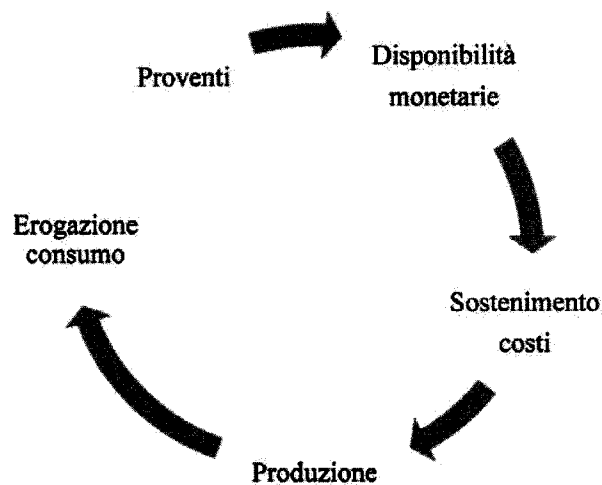 Proventi
Disponibilità
monetarie
Sostenimento
costi
Produzione
Erogazione
consumo